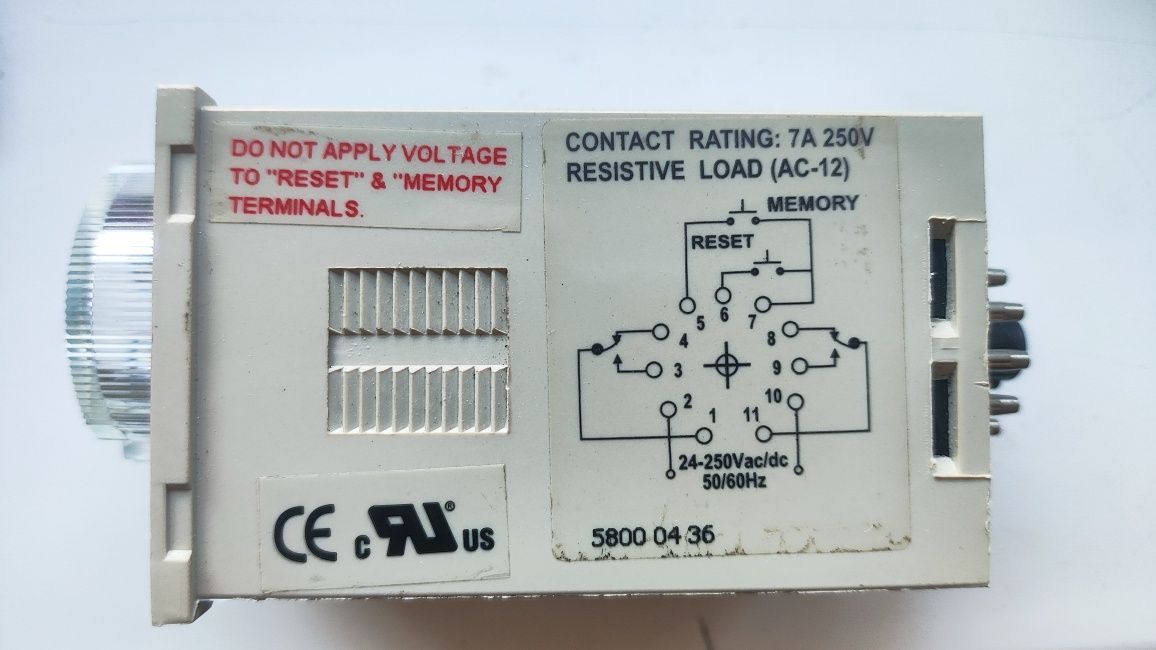 DO NOT APPLY VOLTAGE
TO "RESET" & "MEMORY
TERMINALS.
CONTACT RATING: 7A 250V
RESISTIVE LOAD (AC-12)
MEMORY
RESET
5
6
7
4
8
3
9
2
10
1
11
24-250Vac/dc
50/60Hz
5800 04 36
CE
c RU® US